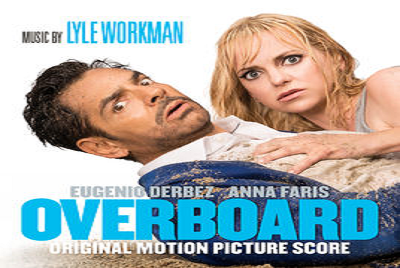 MUSIC BY LYLE WORKMAN
EUGENIO DERBEZ ANNA FARIS
OVERBOARD
ORIGINAL MOTION PICTURE SCORE